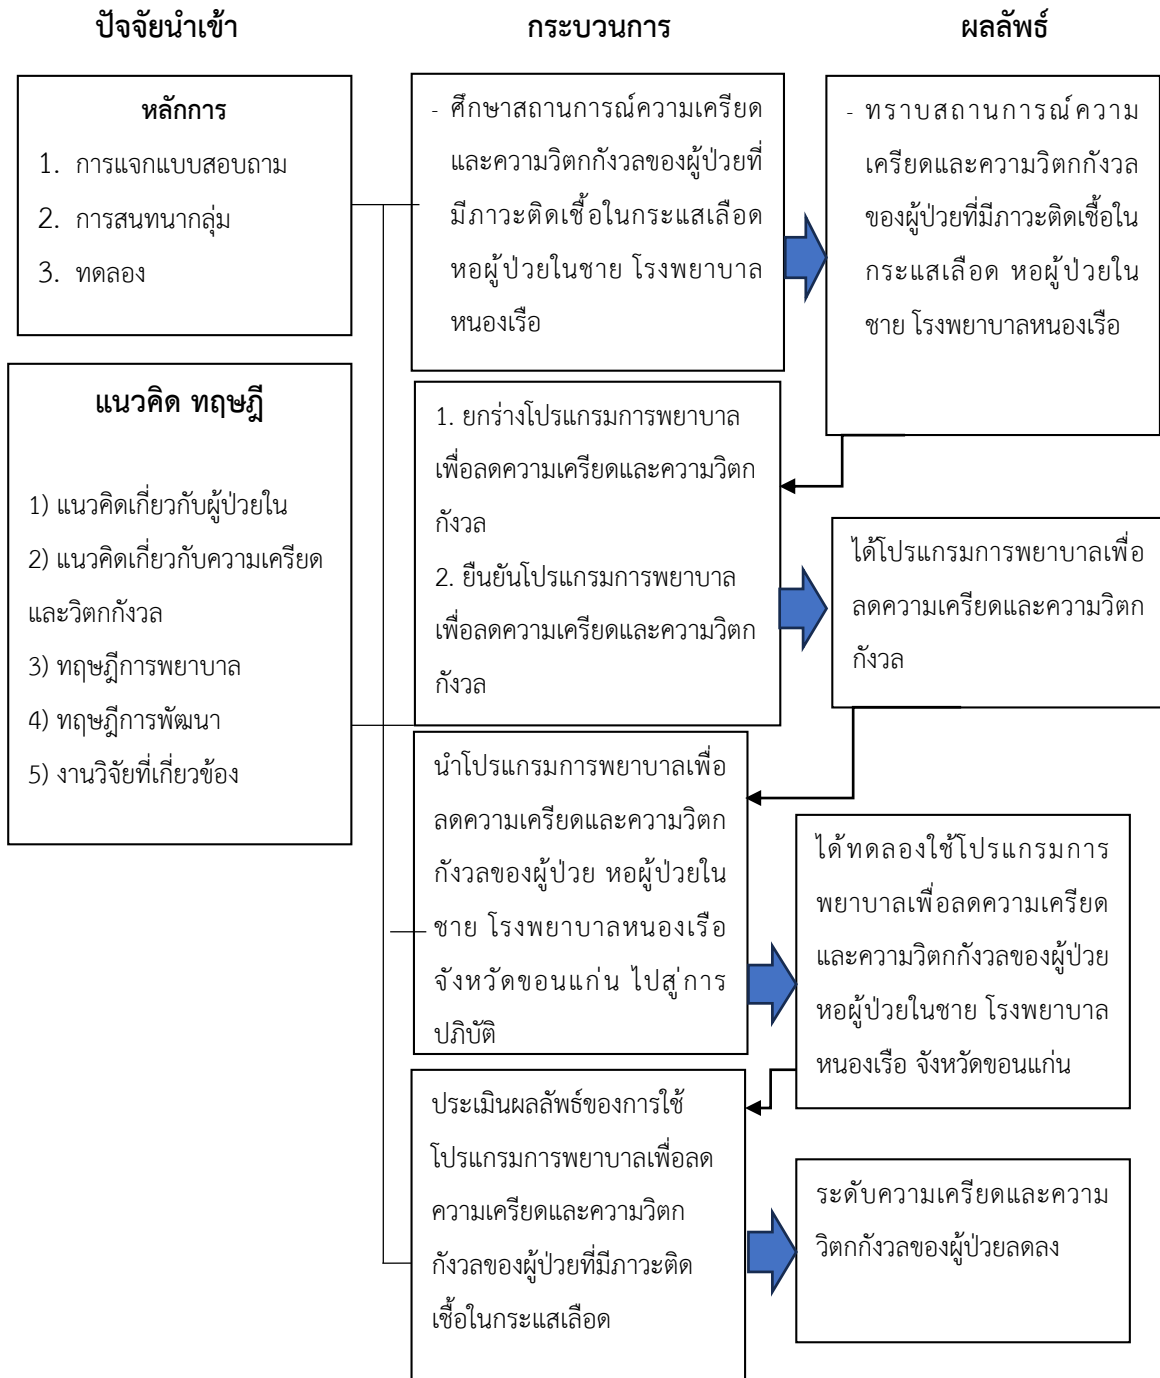 ปัจจัยนำเข้า
กระบวนการ
ผลลัพธ์
หลักการ
1. การแจกแบบสอบถาม
2. การสนทนากลุ่ม
3. ทดลอง
แนวคิด ทฤษฎี
1) แนวคิดเกี่ยวกับผู้ป่วยใน
2) แนวคิดเกี่ยวกับความเครียด
และวิตกกังวล
3) ทฤษฎีการพยาบาล
4) ทฤษฎีการพัฒนา
5) งานวิจัยที่เกี่ยวข้อง
- ศึกษาสถานการณ์ความเครียด
และความวิตกกังวลของผู้ป่วยที่
มีภาวะติดเชื้อในกระแสเลือด
หอผู้ป่วยในชาย โรงพยาบาล
หนองเรือ
- ทราบสถานการณ์ความ
เครียดและความวิตกกังวล
ของผู้ป่วยที่มีภาวะติดเชื้อใน
กระแสเลือด หอผู้ป่วยใน
ชาย โรงพยาบาลหนองเรือ
1. ยกร่างโปรแกรมการพยาบาล
เพื่อลดความเครียดและความวิตก
กังวล
2. ยืนยันโปรแกรมการพยาบาล
เพื่อลดความเครียดและความวิตก
กังวล
ได้โปรแกรมการพยาบาลเพื่อ
ลดความเครียดและความวิตก
กังวล
นำโปรแกรมการพยาบาลเพื่อ
ลดความเครียดและความวิตก
กังวลของผู้ป่วย หอผู้ป่วยใน
ชาย โรงพยาบาลหนองเรือ
จังหวัดขอนแก่น ไปสู่การ
ปภิบัติ
ได้ทดลองใช้โปรแกรมการ
พยาบาลเพื่อลดความเครียด
และความวิตกกังวลของผู้ป่วย
หอผู้ป่วยในชาย โรงพยาบาล
หนองเรือ จังหวัดขอนแก่น
ประเมินผลลัพธ์ของการใช้
โปรแกรมการพยาบาลเพื่อลด
ความเครียดและความวิตก
กังวลของผู้ป่วยที่มีภาวะติด
เชื้อในกระแสเลือด
ระดับความเครียดและความ
วิตกกังวลของผู้ป่วยลดลง